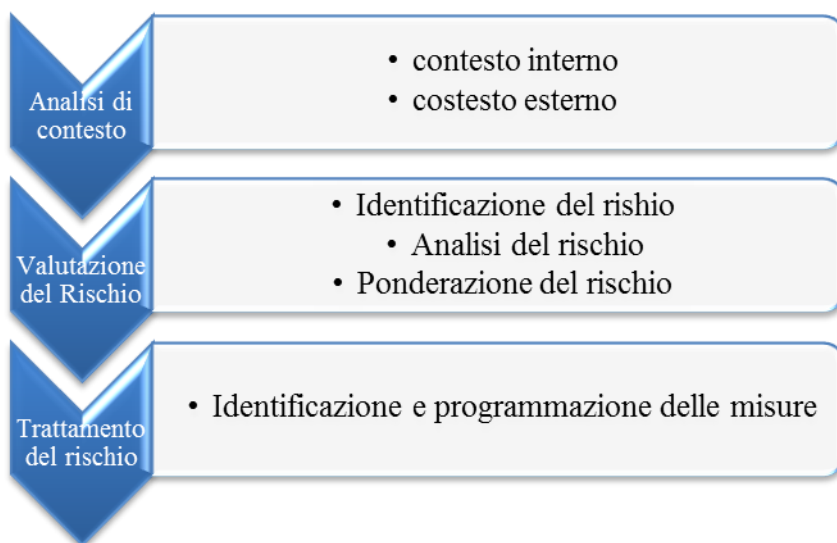 Analisi di
contesto
• contesto interno
• costesto esterno
Valutazione
del Rischio
• Identificazione del rishio
• Analisi del rischio
• Ponderazione del rischio
Trattamento
del rischio
• Identificazione e programmazione delle misure